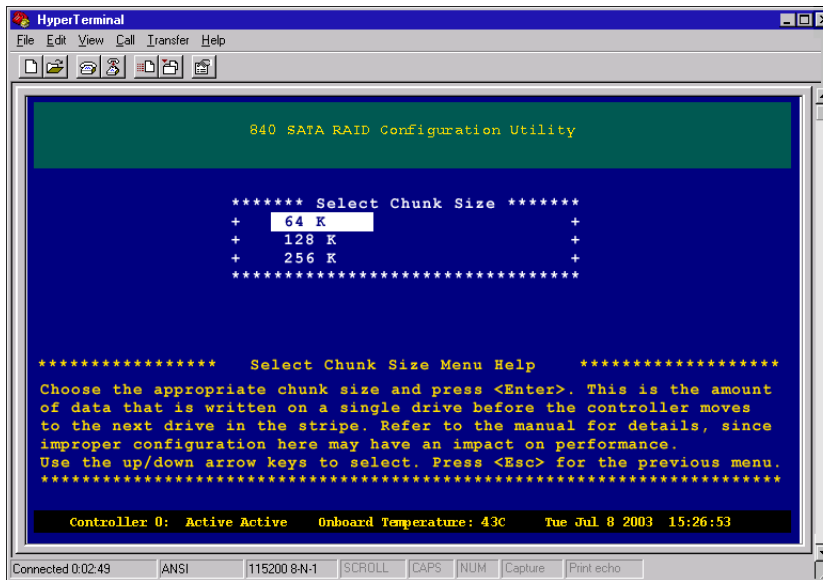 HyperTerminal
File Edit View Call Transfer Help
840 SATA RAID Configuration Utility
******* Select Chunk Size *******
+ 64 K +
+ 128 K +
+ 256 K +
*********************************
***************** Select Chunk Size Menu Help *******************
Choose the appropriate chunk size and press <Enter>. This is the amount
of data that is written on a single drive before the controller moves
to the next drive in the stripe. Refer to the manual for details, since
improper configuration here may have an impact on performance.
Use the up/down arrow keys to select. Press <Esc> for the previous menu.
**********************************************************************
Controller 0: Active Active Onboard Temperature: 43C Tue Jul 8 2003 15:26:53
Connected 0:02:49 ANSI 115200 8-N-1 SCROLL CAPS NUM Capture Print echo